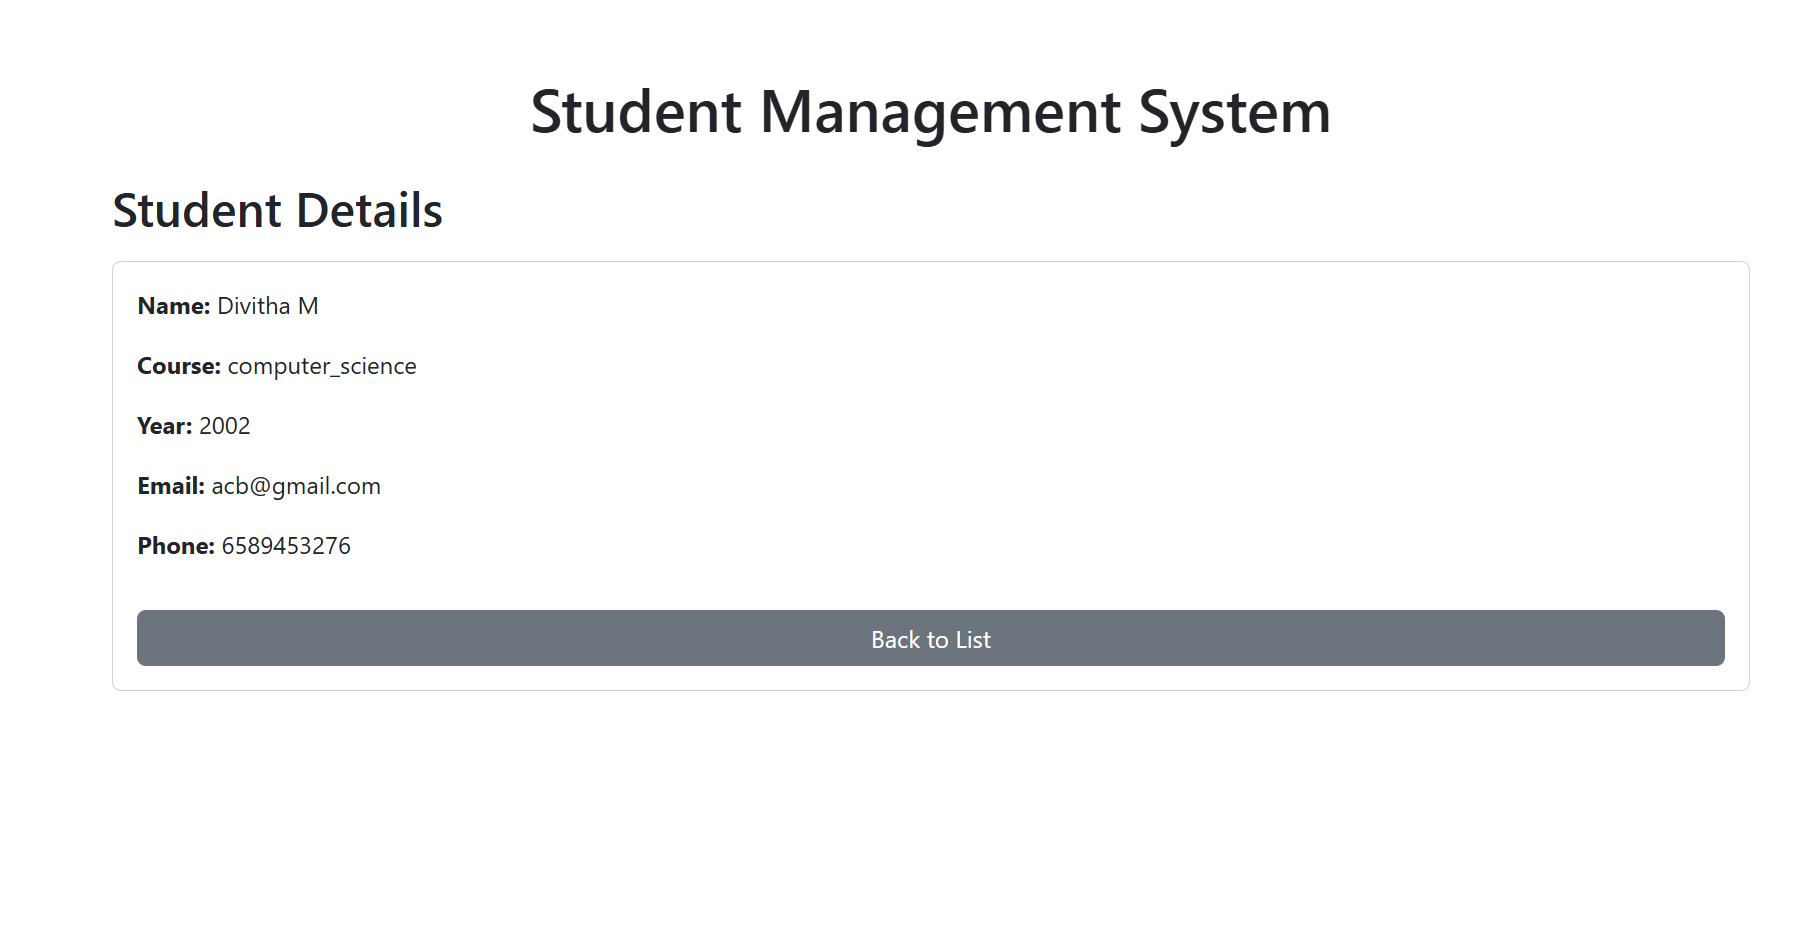 Student Management System
Student Details
Name: Divitha M
Course: computer_science
Year: 2002
Email: acb@gmail.com
Phone: 6589453276
Back to List